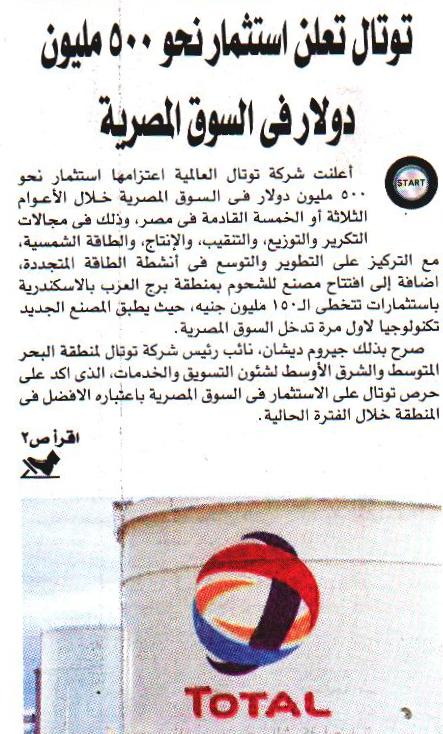 توتال تعلن استثمار نحو ٥٠٠ مليون
دولار فى السوق المصرية
START
أعلنت شركة توتال العالمية اعتزامها استثمار نحو
٥٠٠ مليون دولار فى السوق المصرية خلال الأعوام
الثلاثة أو الخمسة القادمة فى مصر، وذلك فى مجالات
التكرير والتوزيع، والتنقيب، والإنتاج، والطاقة الشمسية،
مع التركيز على التطوير والتوسع فى أنشطة الطاقة المتجددة،
اضافة إلى افتتاح مصنع للشحوم بمنطقة برج العرب بالاسكندرية
باستثمارات تتخطى الـ١٥٠ مليون جنيه، حيث يطبق المصنع الجديد
تكنولوجيا لاول مرة تدخل السوق المصرية.
صرح بذلك جيروم ديشان، نائب رئيس شركة توتال لمنطقة البحر
المتوسط والشرق الأوسط لشئون التسويق والخدمات، الذى اكد على
حرص توتال على الاستثمار فى السوق المصرية باعتباره الافضل فى
المنطقة خلال الفترة الحالية.
اقرأ ص٢
TOTAL